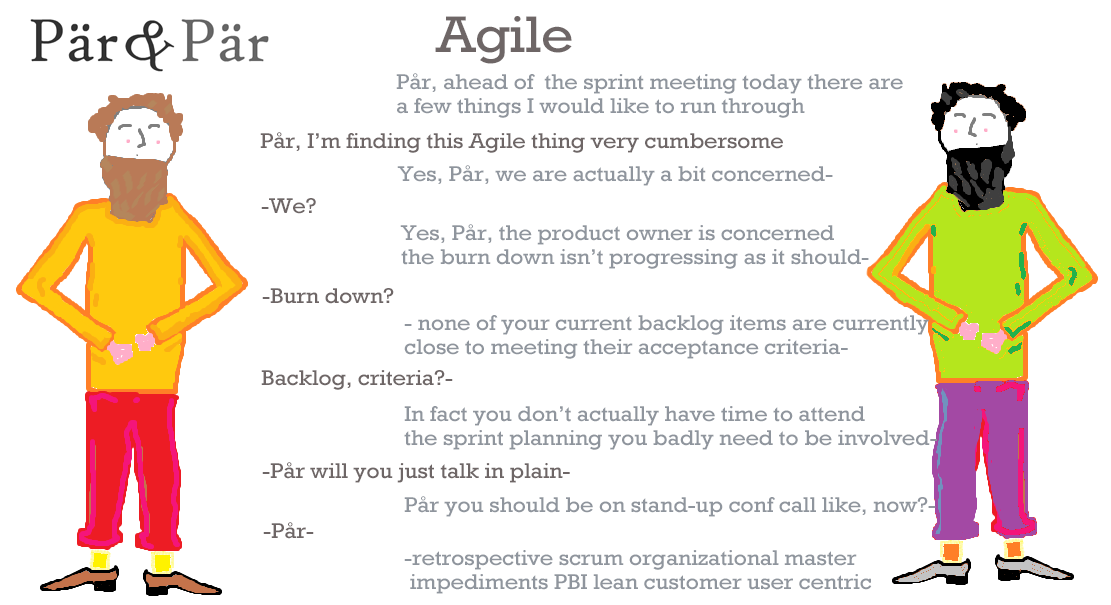 Pär & Pär
Agile
Pår, ahead of the sprint meeting today there are
a few things I would like to run through
Pår, I'm finding this Agile thing very cumbersome
Yes, Pår, we are actually a bit concerned-
-We?
Yes, Pår, the product owner is concerned
the burn down isn't progressing as it should-
-Burn down?
- none of your current backlog items are currently
close to meeting their acceptance criteria-
Backlog, criteria?-
In fact you don't actually have time to attend
the sprint planning you badly need to be involved-
-Pår will you just talk in plain-
Pår you should be on stand-up conf call like, now?-
-Pår-
-retrospective scrum organizational master
impediments PBI lean customer user centric